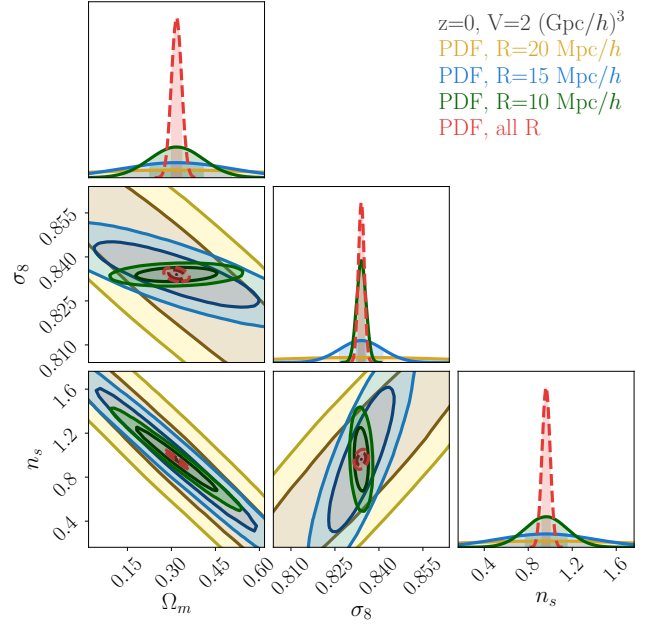 z=0, V=2 (Gpc/h)³
PDF, R=20 Mpc/h
PDF, R=15 Mpc/h
PDF, R=10 Mpc/h
PDF, all R
σ₈
0.855
0.840
0.825
0.810
n_s
1.6
1.2
0.8
0.4
0.15 0.30 0.45 0.60
Ω_m
0.810 0.825 0.840 0.855
σ₈
0.4 0.8 1.2 1.6
n_s